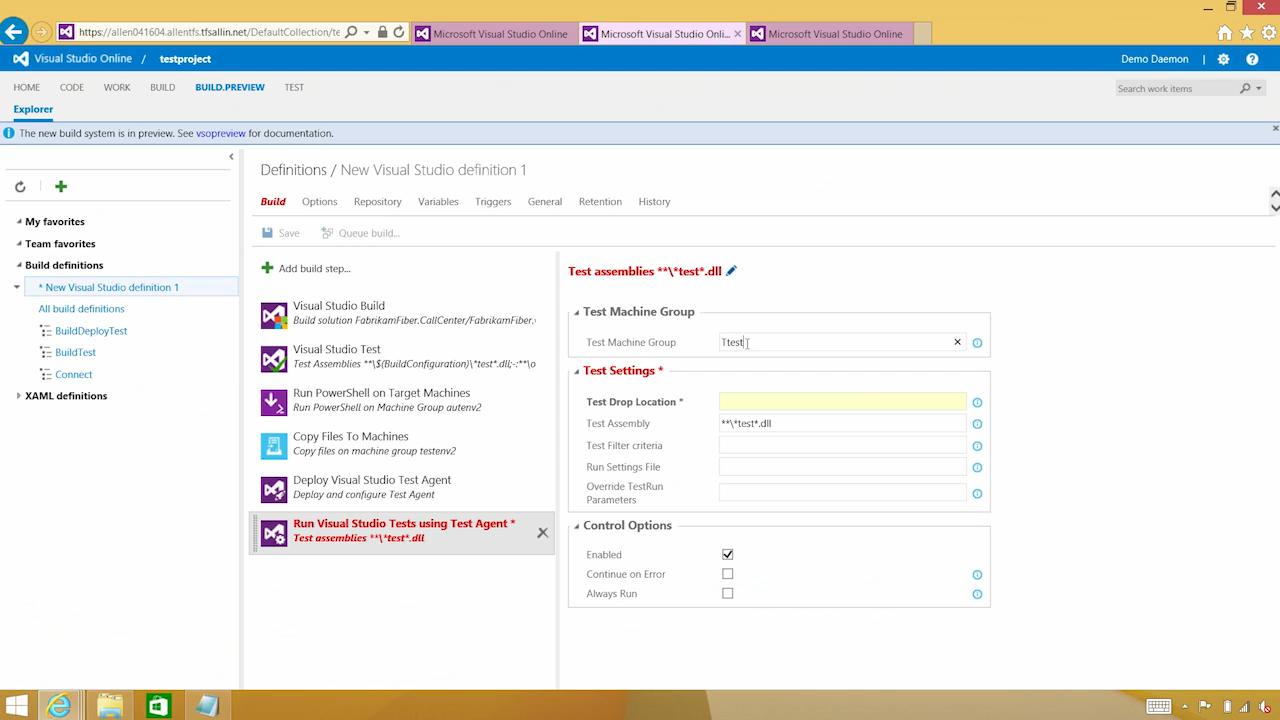 https://allen041604.allentfs.tfsallin.net/DefaultCollection/te
Microsoft Visual Studio Online
Microsoft Visual Studio Onli...
Microsoft Visual Studio Online
Visual Studio Online / testproject
Demo Daemon
HOME CODE WORK BUILD BUILD.PREVIEW TEST
Search work items
Explorer
The new build system is in preview. See vsopreview for documentation.
My favorites
Team favorites
Build definitions
* New Visual Studio definition 1
All build definitions
BuildDeployTest
BuildTest
Connect
XAML definitions
Definitions / New Visual Studio definition 1
Build Options Repository Variables Triggers General Retention History
Save Queue build...
Add build step...
Visual Studio Build
Build solution FabrikamFiber.CallCenter/FabrikamFiber.
Visual Studio Test
Test Assemblies **\$(BuildConfiguration)\*test*.dll;-:**\o
Run PowerShell on Target Machines
Run PowerShell on Machine Group autenv2
Copy Files To Machines
Copy files on machine group testenv2
Deploy Visual Studio Test Agent
Deploy and configure Test Agent
Run Visual Studio Tests using Test Agent *
Test assemblies **\*test*.dll
Test assemblies **\*test*.dll
Test Machine Group
Test Machine Group Ttest
Test Settings *
Test Drop Location *
Test Assembly **\*test*.dll
Test Filter criteria
Run Settings File
Override TestRun
Parameters
Control Options
Enabled
Continue on Error
Always Run